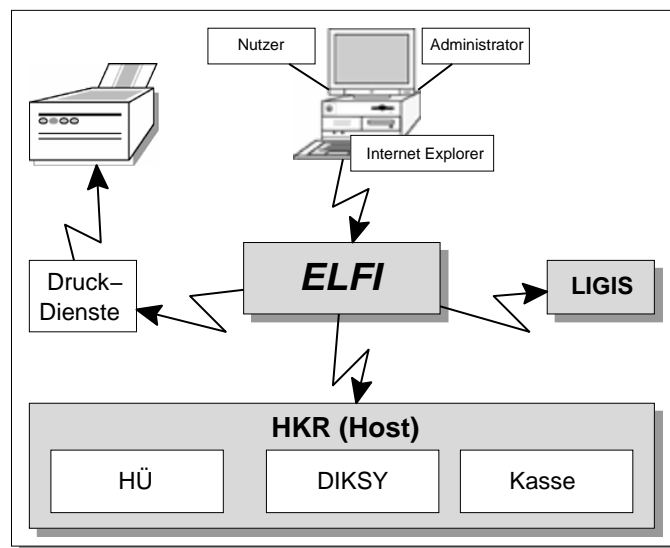 Nutzer
Administrator
Internet Explorer
ELFI
Druck–
Dienste
LIGIS
HKR (Host)
HÜ
DIKSY
Kasse